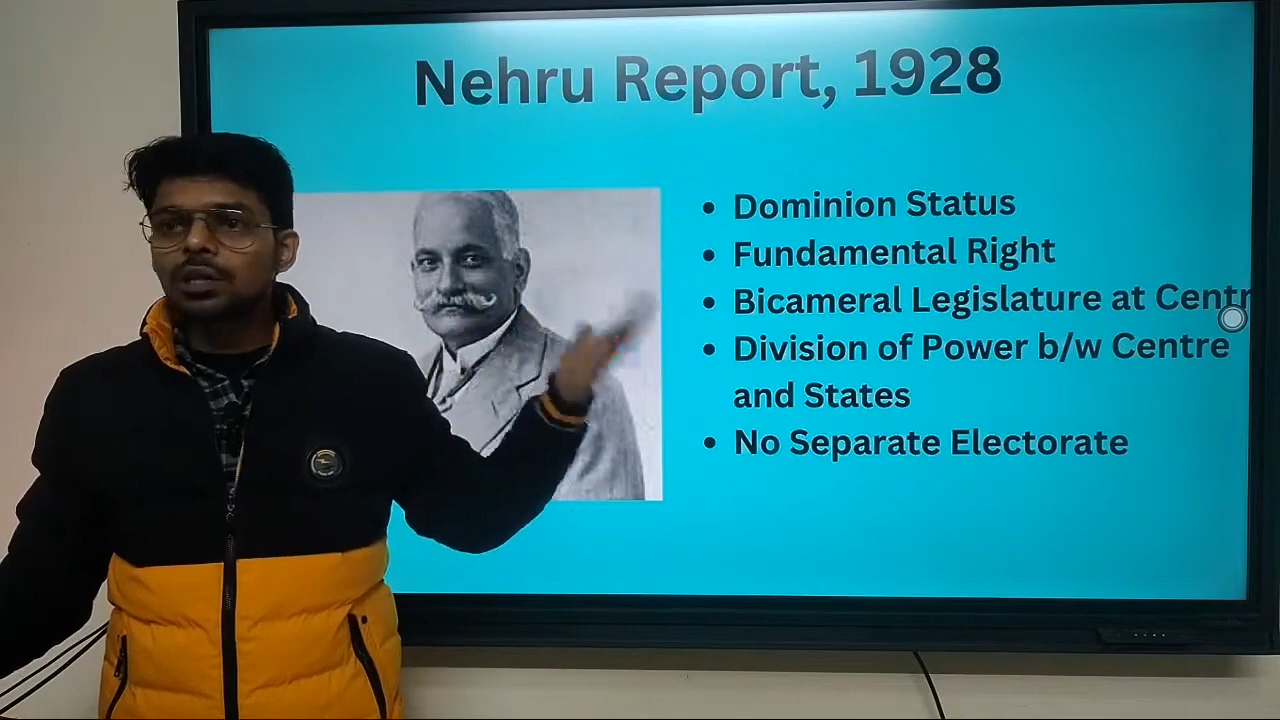 Nehru Report, 1928
• Dominion Status
• Fundamental Right
• Bicameral Legislature at Centr
• Division of Power b/w Centre
and States
• No Separate Electorate